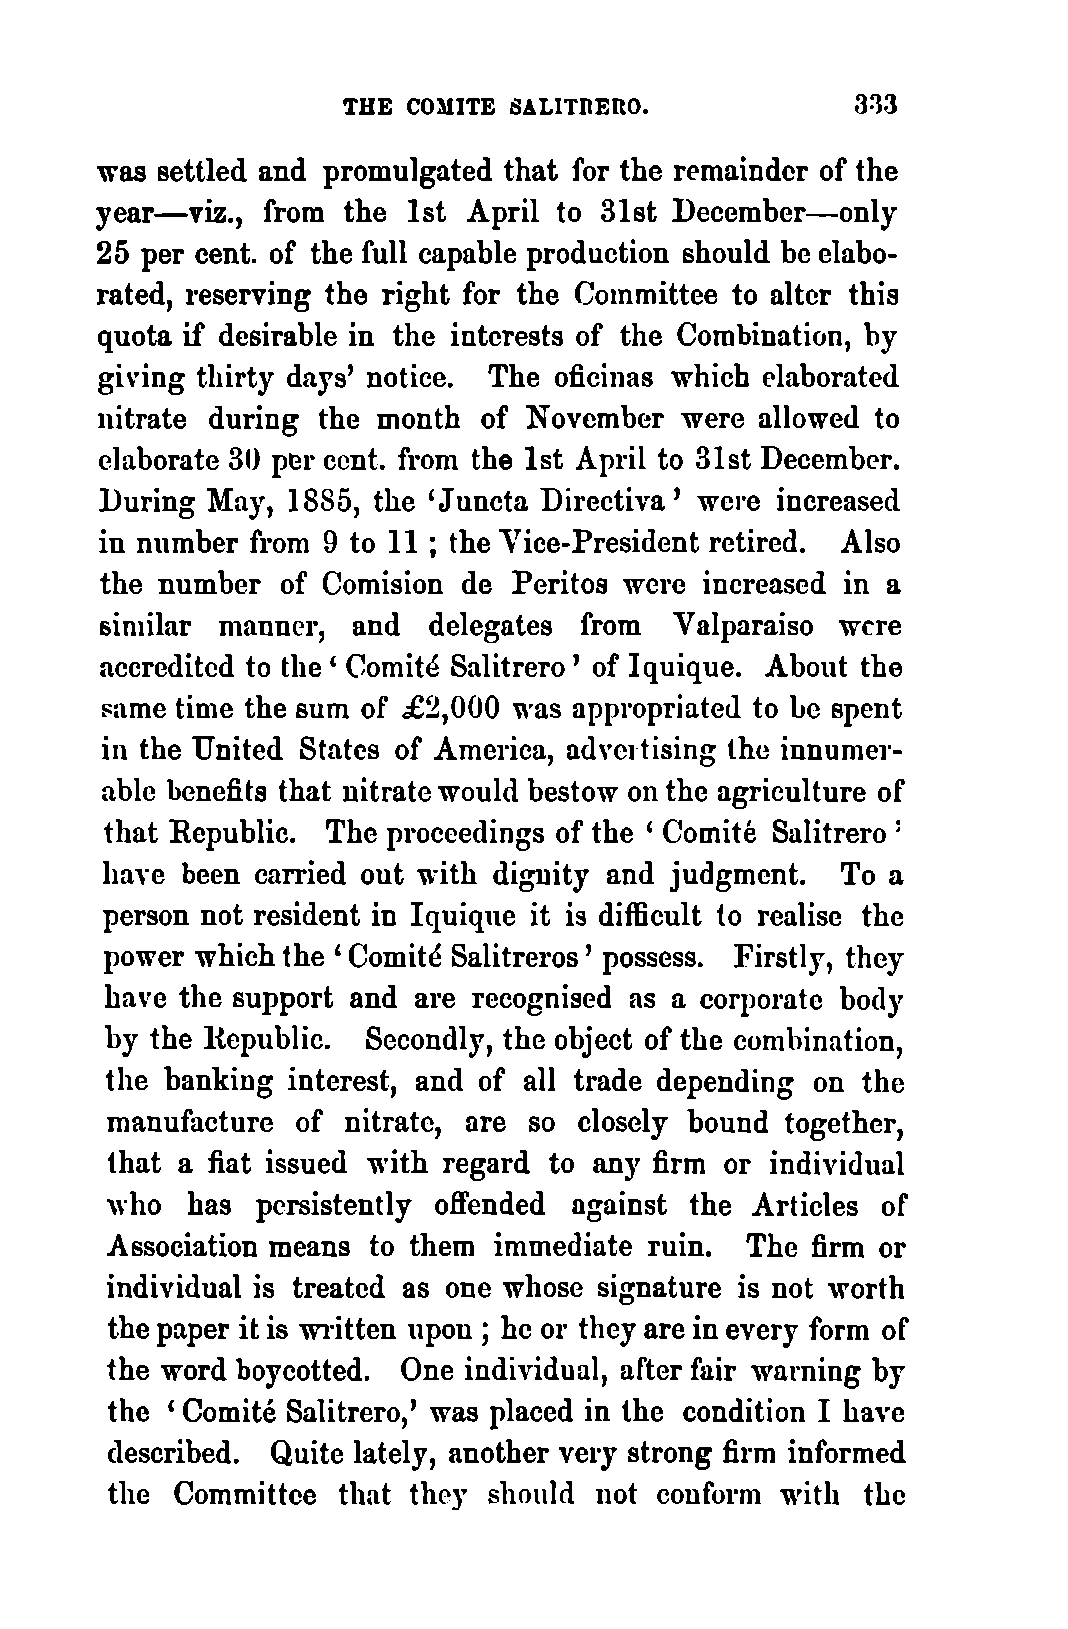 THE COMITE SALITRERO. 333
was settled and promulgated that for the remainder of the
year—viz., from the 1st April to 31st December—only
25 per cent. of the full capable production should be elabo-
rated, reserving the right for the Committee to alter this
quota if desirable in the interests of the Combination, by
giving thirty days' notice. The oficinas which elaborated
nitrate during the month of November were allowed to
elaborate 30 per cent. from the 1st April to 31st December.
During May, 1885, the 'Juncta Directiva' were increased
in number from 9 to 11 ; the Vice-President retired. Also
the number of Comision de Peritos were increased in a
similar manner, and delegates from Valparaiso were
accredited to the 'Comité Salitrero' of Iquique. About the
same time the sum of £2,000 was appropriated to be spent
in the United States of America, advertising the innumer-
able benefits that nitrate would bestow on the agriculture of
that Republic. The proceedings of the 'Comité Salitrero'
have been carried out with dignity and judgment. To a
person not resident in Iquique it is difficult to realise the
power which the 'Comité Salitreros' possess. Firstly, they
have the support and are recognised as a corporate body
by the Republic. Secondly, the object of the combination,
the banking interest, and of all trade depending on the
manufacture of nitrate, are so closely bound together,
that a fiat issued with regard to any firm or individual
who has persistently offended against the Articles of
Association means to them immediate ruin. The firm or
individual is treated as one whose signature is not worth
the paper it is written upon ; he or they are in every form of
the word boycotted. One individual, after fair warning by
the 'Comité Salitrero,' was placed in the condition I have
described. Quite lately, another very strong firm informed
the Committee that they should not conform with the